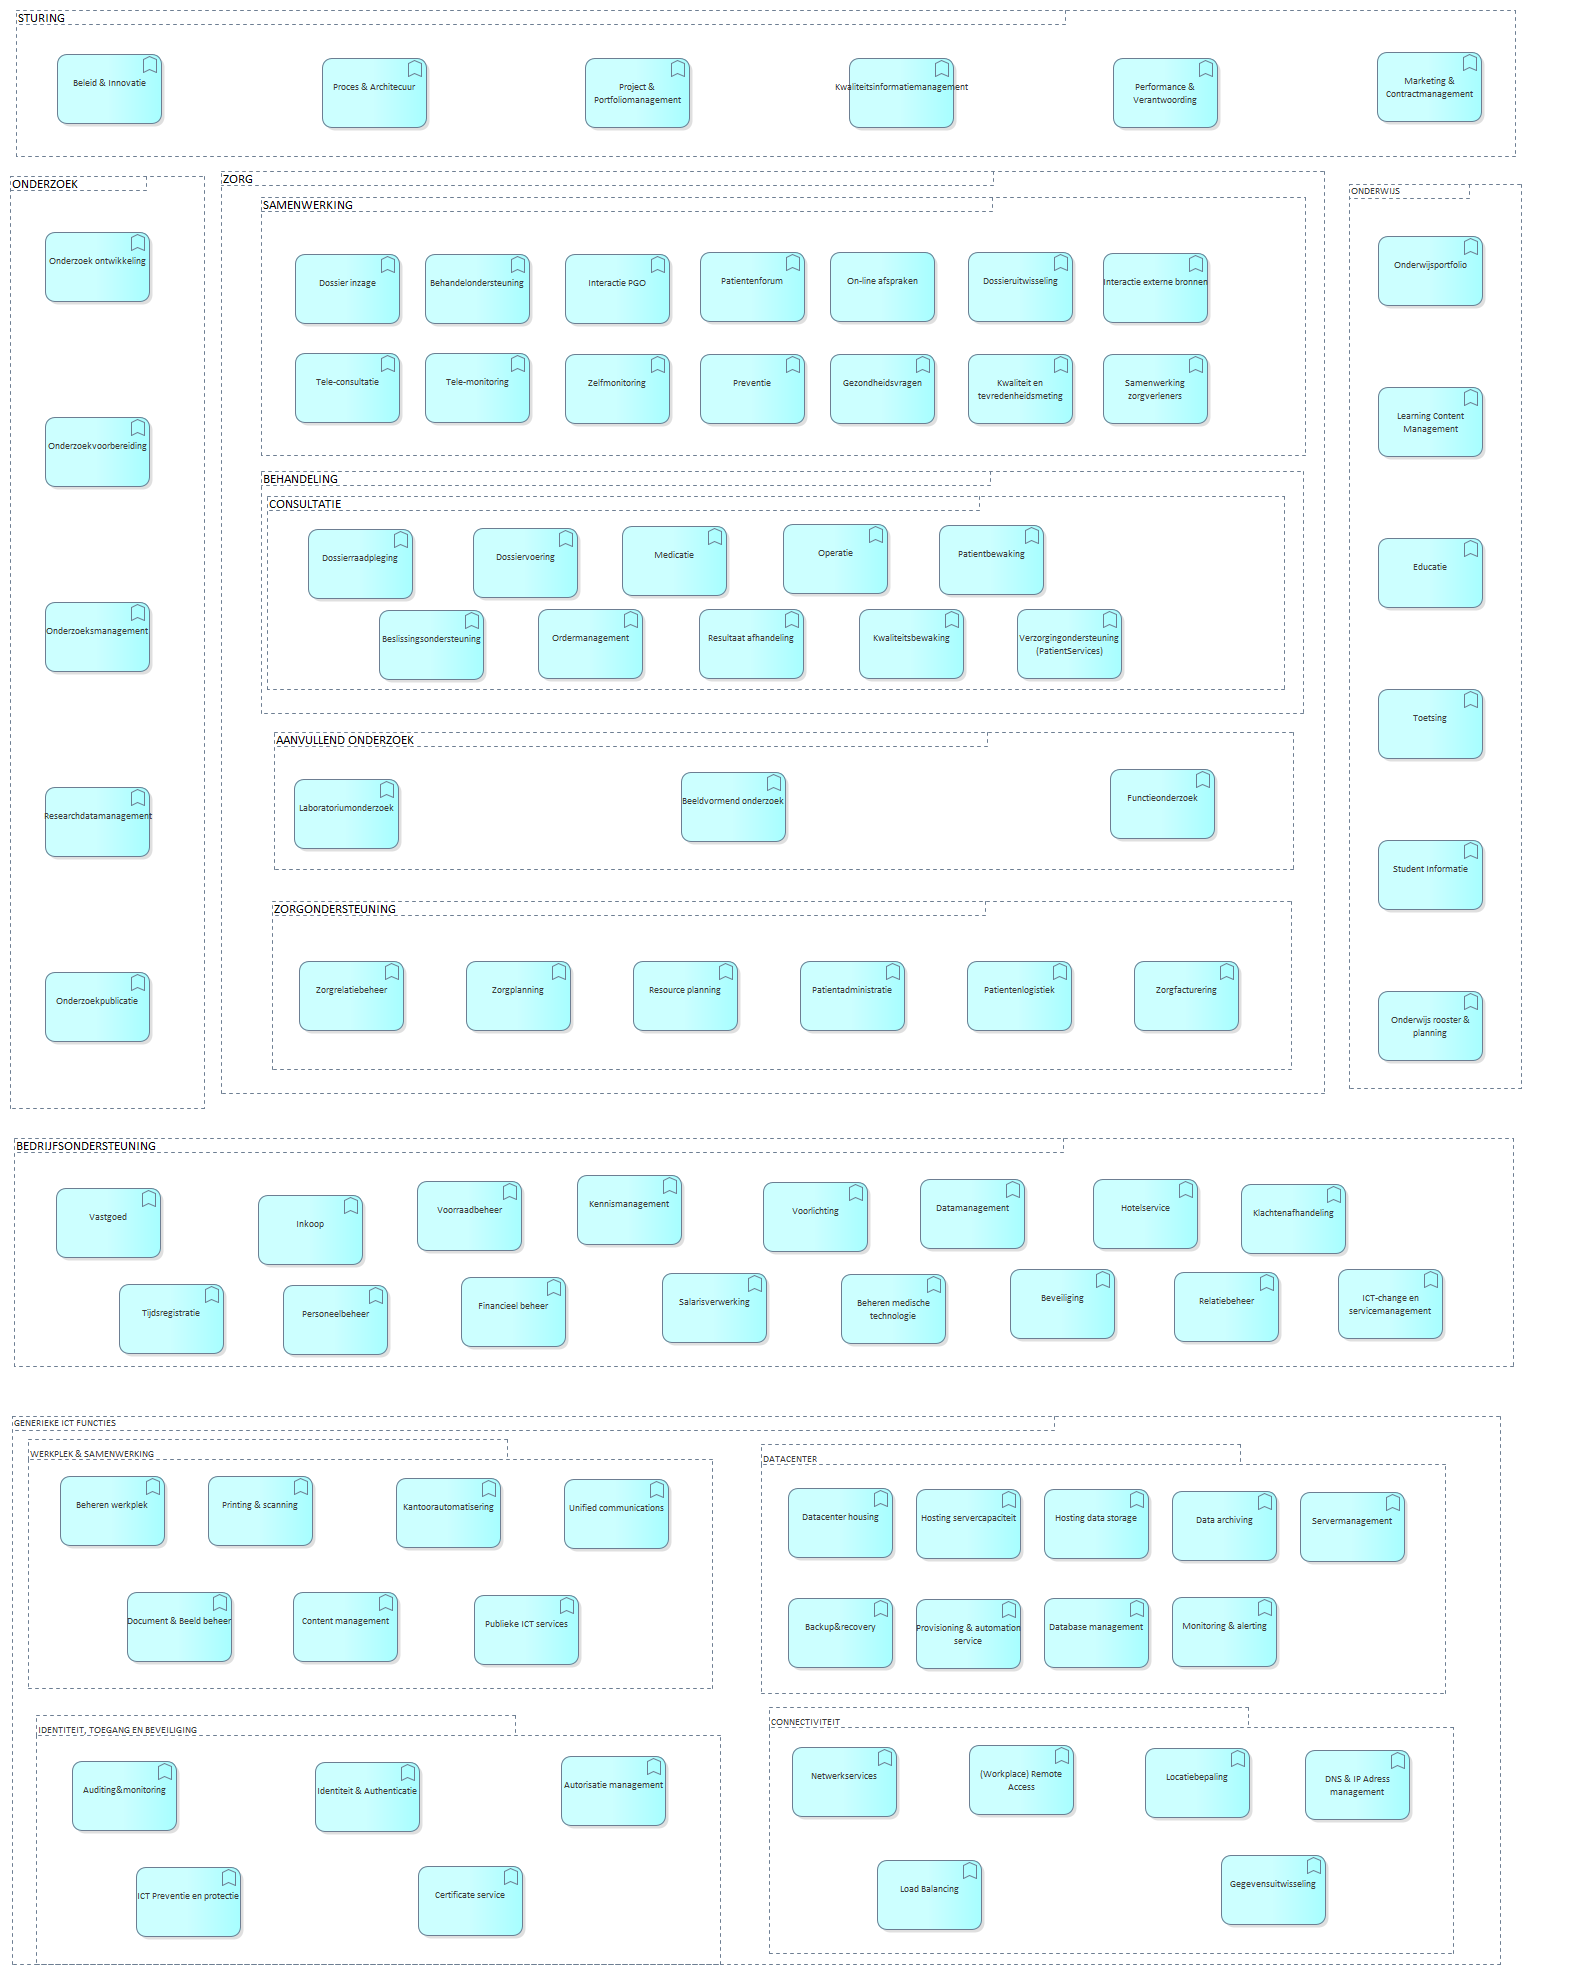 STURING
Beleid & Innovatie
Proces & Architecuur
Project &
Portfoliomanagement
Kwaliteitsinformatiemanagement
Performance &
Verantwoording
Marketing &
Contractmanagement
ONDERZOEK
Onderzoek ontwikkeling
Onderzoekvoorbereiding
Onderzoeksmanagement
Researchdatamanagement
Onderzoekpublicatie
ZORG
SAMENWERKING
Dossier inzage
Behandelondersteuning
Interactie PGO
Patientenforum
On-line afspraken
Dossieruitwisseling
Interactie externe bronnen
Tele-consultatie
Tele-monitoring
Zelfmonitoring
Preventie
Gezondheidsvragen
Kwaliteit en
tevredenheidsmeting
Samenwerking
zorgverleners
BEHANDELING
CONSULTATIE
Dossierraadpleging
Dossiervoering
Medicatie
Operatie
Patientbewaking
Beslissingsondersteuning
Ordermanagement
Resultaat afhandeling
Kwaliteitsbewaking
Verzorgingondersteuning
(PatientServices)
AANVULLEND ONDERZOEK
Laboratoriumonderzoek
Beeldvormend onderzoek
Functieonderzoek
ZORGONDERSTEUNING
Zorgrelatiebeheer
Zorgplanning
Resource planning
Patientadministratie
Patientenlogistiek
Zorgfacturering
ONDERWIJS
Onderwijsportfolio
Learning Content
Management
Educatie
Toetsing
Student Informatie
Onderwijs rooster &
planning
BEDRIJFSONDERSTEUNING
Vastgoed
Inkoop
Voorraadbeheer
Kennismanagement
Voorlichting
Datamanagement
Hotelservice
Klachtenafhandeling
Tijdsregistratie
Personeelbeheer
Financieel beheer
Salarisverwerking
Beheren medische
technologie
Beveiliging
Relatiebeheer
ICT-change en
servicemanagement
GENERIEKE ICT FUNCTIES
WERKPLEK & SAMENWERKING
Beheren werkplek
Printing & scanning
Kantoorautomatisering
Unified communications
Document & Beeld beheer
Content management
Publieke ICT services
DATACENTER
Datacenter housing
Hosting servercapaciteit
Hosting data storage
Data archiving
Servermanagement
Backup&recovery
Provisioning & automation
service
Database management
Monitoring & alerting
IDENTITEIT, TOEGANG EN BEVEILIGING
Auditing&monitoring
Identiteit & Authenticatie
Autorisatie management
ICT Preventie en protectie
Certificate service
CONNECTIVITEIT
Netwerkservices
(Workplace) Remote
Access
Locatiebepaling
DNS & IP Adress
management
Load Balancing
Gegevensuitwisseling